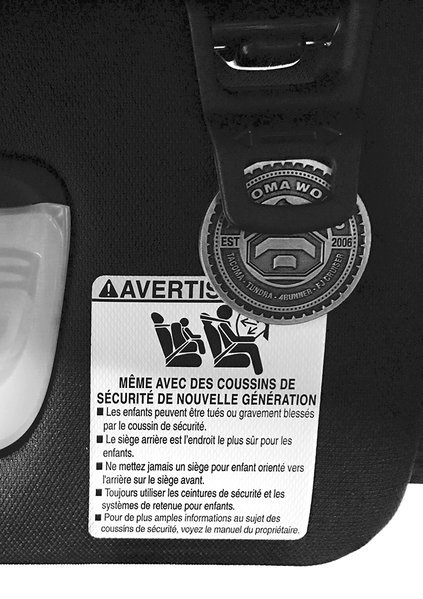 OMA WO
EST 2006
TACOMA · TUNDRA · 4RUNNER · FJ CRUISER
AVERTIS
MÊME AVEC DES COUSSINS DE
SÉCURITÉ DE NOUVELLE GÉNÉRATION
■ Les enfants peuvent être tués ou gravement blessés
par le coussin de sécurité.
■ Le siège arrière est l'endroit le plus sûr pour les
enfants.
■ Ne mettez jamais un siège pour enfant orienté vers
l'arrière sur le siège avant.
■ Toujours utiliser les ceintures de sécurité et les
systèmes de retenue pour enfants.
■ Pour de plus amples informations au sujet des
coussins de sécurité, voyez le manuel du propriétaire.